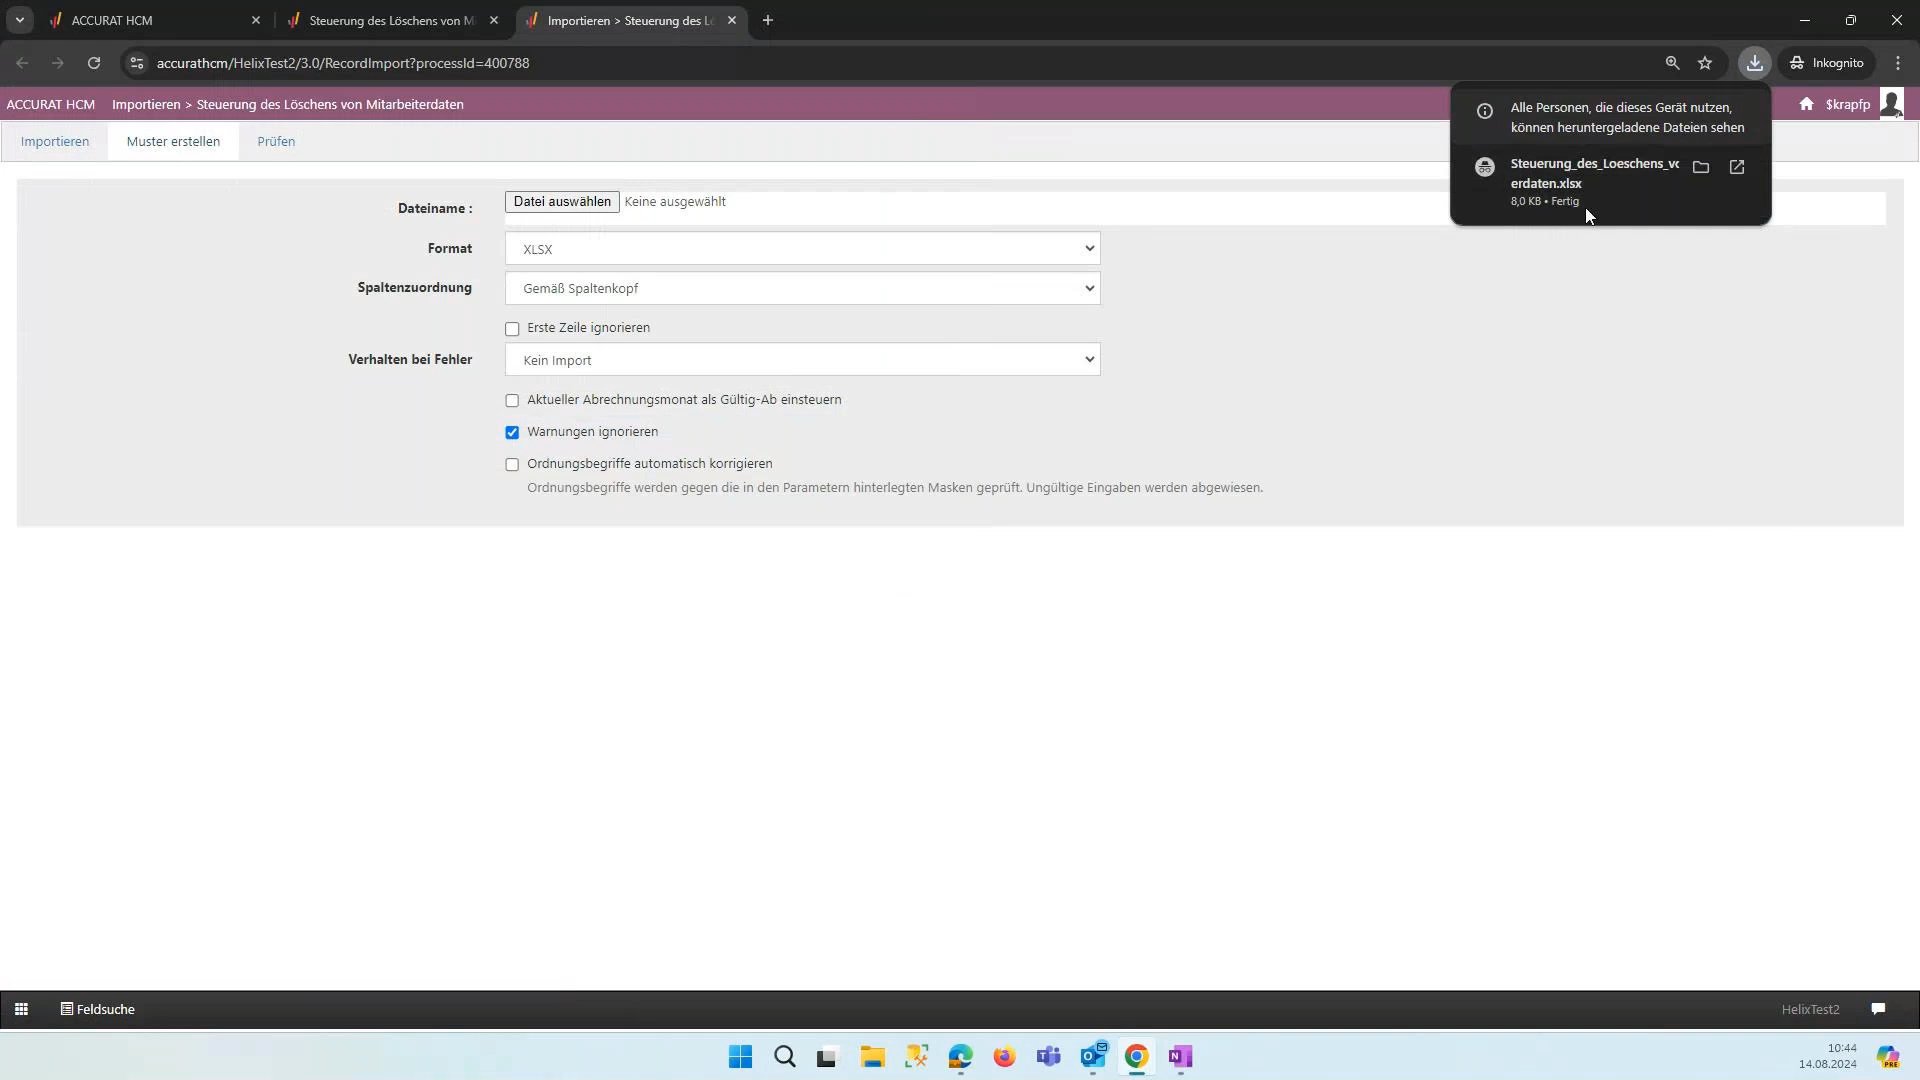 ACCURAT HCM
Steuerung des Löschens von Mi
Importieren > Steuerung des Lö
accurathcm/HelixTest2/3.0/RecordImport?processId=400788
Inkognito
ACCURAT HCM Importieren > Steuerung des Löschens von Mitarbeiterdaten
$krapfp
Alle Personen, die dieses Gerät nutzen,
können heruntergeladene Dateien sehen
Steuerung_des_Loeschens_vo
erdaten.xlsx
8,0 KB • Fertig
Importieren Muster erstellen Prüfen
Dateiname : Datei auswählen Keine ausgewählt
Format XLSX
Spaltenzuordnung Gemäß Spaltenkopf
Erste Zeile ignorieren
Verhalten bei Fehler Kein Import
Aktueller Abrechnungsmonat als Gültig-Ab einsteuern
Warnungen ignorieren
Ordnungsbegriffe automatisch korrigieren
Ordnungsbegriffe werden gegen die in den Parametern hinterlegten Masken geprüft. Ungültige Eingaben werden abgewiesen.
Feldsuche
HelixTest2
10:44
14.08.2024
PRE